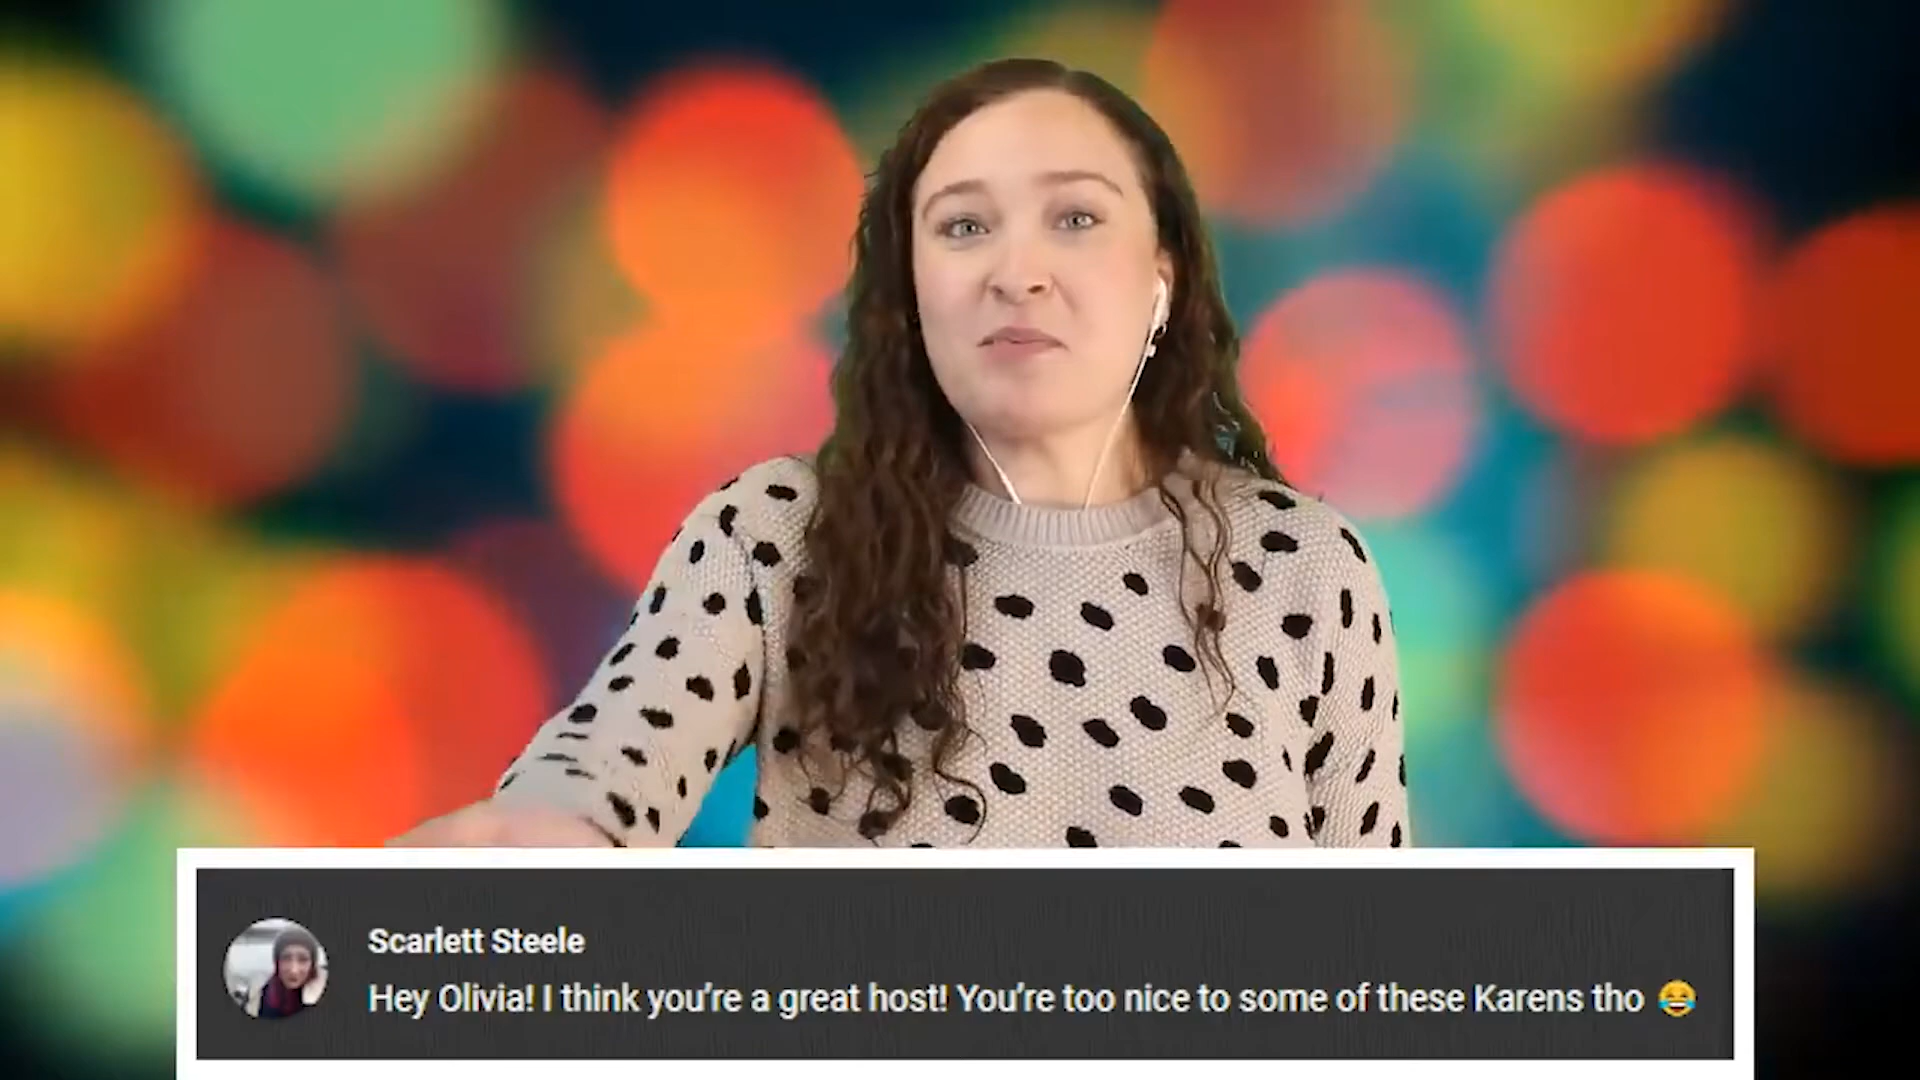 Scarlett Steele
Hey Olivia! I think you're a great host! You're too nice to some of these Karens tho 😂